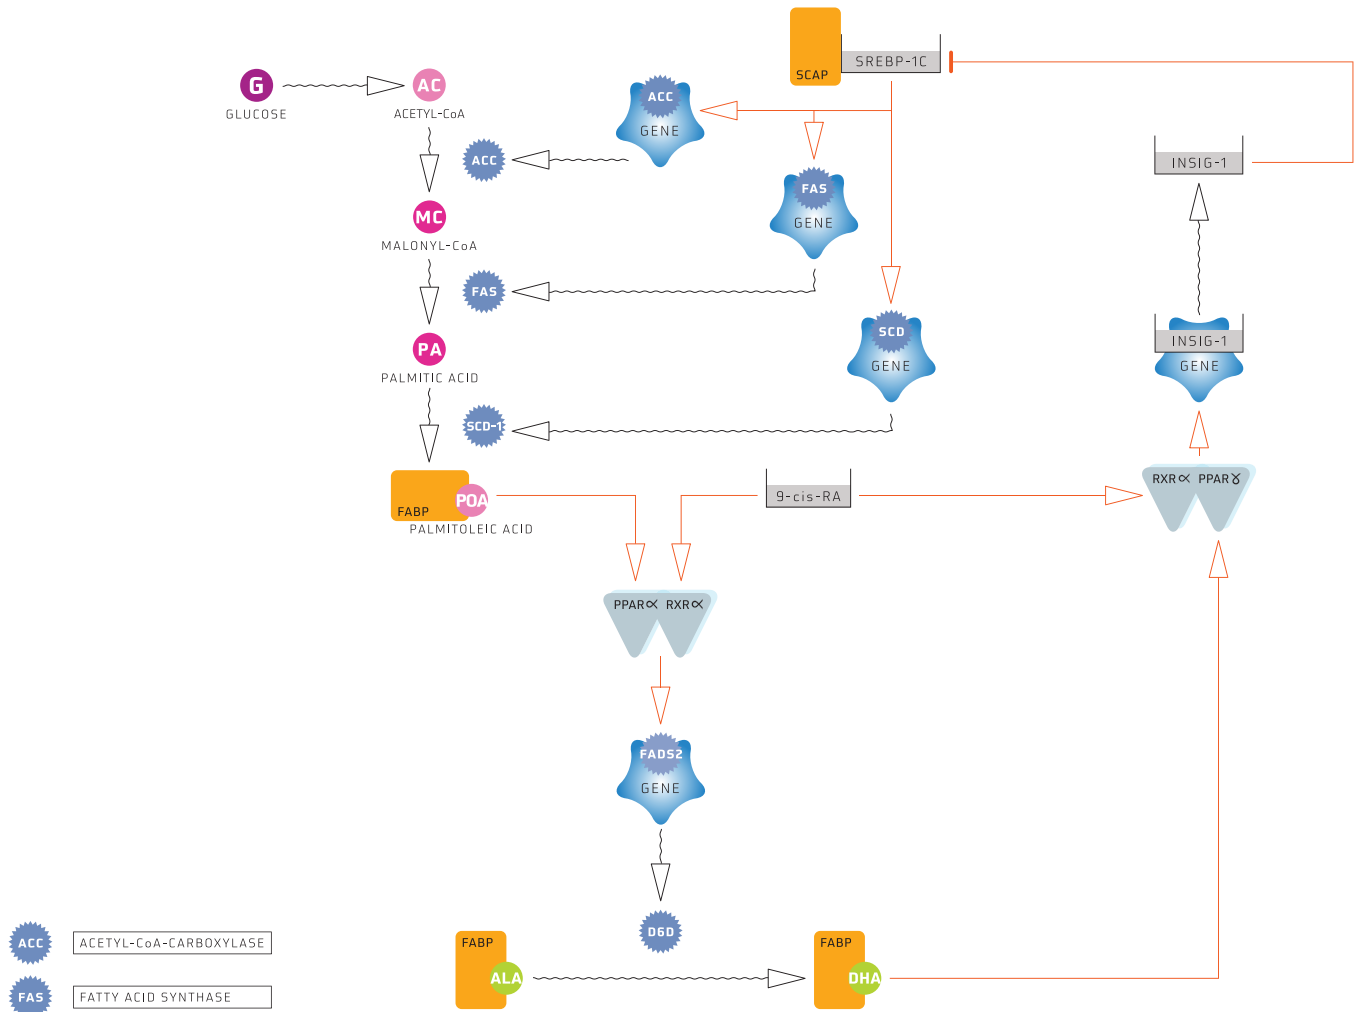 SCAP
SREBP-1C
G
GLUCOSE
AC
ACETYL-CoA
ACC
GENE
ACC
INSIG-1
FAS
GENE
MC
MALONYL-CoA
FAS
SCD
GENE
INSIG-1
GENE
PA
PALMITIC ACID
SCD-1
FABP
POA
PALMITOLEIC ACID
9-cis-RA
RXR∝ PPARɣ
PPAR∝ RXR∝
FADS2
GENE
D6D
FABP
ALA
FABP
DHA
ACC
ACETYL-CoA-CARBOXYLASE
FAS
FATTY ACID SYNTHASE